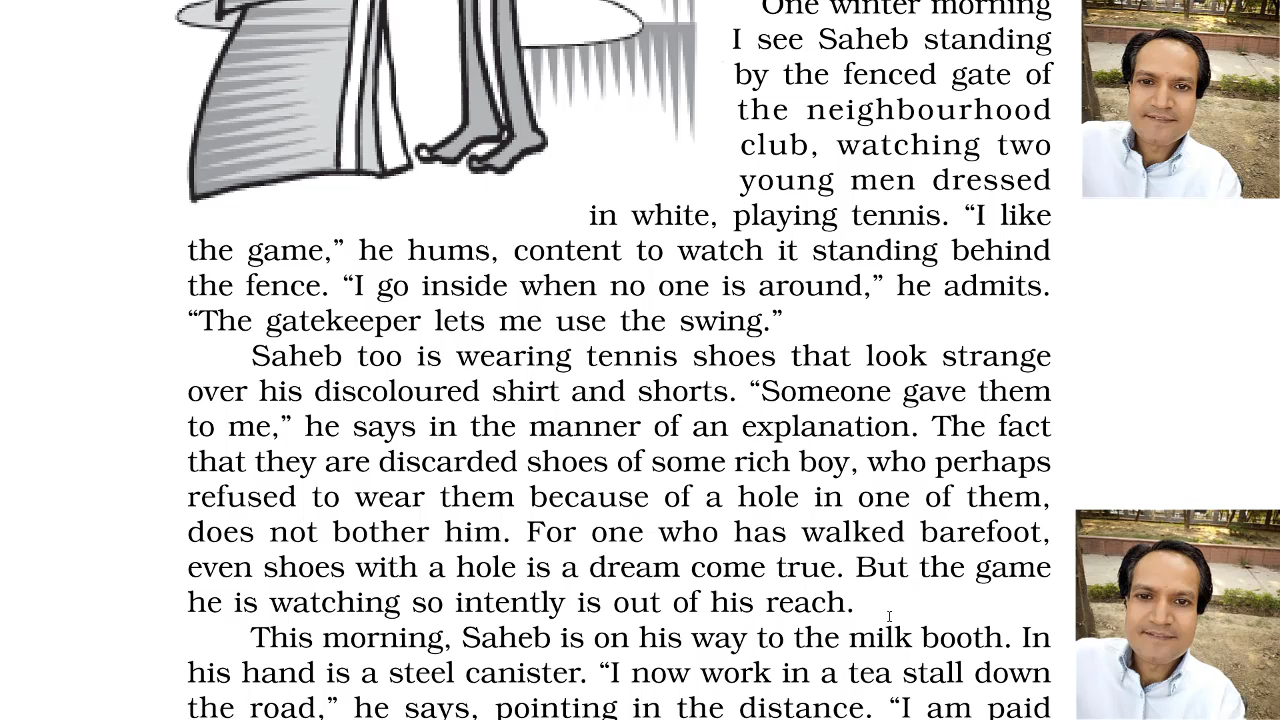 One winter morning
I see Saheb standing
by the fenced gate of
the neighbourhood
club, watching two
young men dressed
in white, playing tennis. “I like
the game,” he hums, content to watch it standing behind
the fence. “I go inside when no one is around,” he admits.
“The gatekeeper lets me use the swing.”
Saheb too is wearing tennis shoes that look strange
over his discoloured shirt and shorts. “Someone gave them
to me,” he says in the manner of an explanation. The fact
that they are discarded shoes of some rich boy, who perhaps
refused to wear them because of a hole in one of them,
does not bother him. For one who has walked barefoot,
even shoes with a hole is a dream come true. But the game
he is watching so intently is out of his reach.
This morning, Saheb is on his way to the milk booth. In
his hand is a steel canister. “I now work in a tea stall down
the road,” he says, pointing in the distance. “I am paid